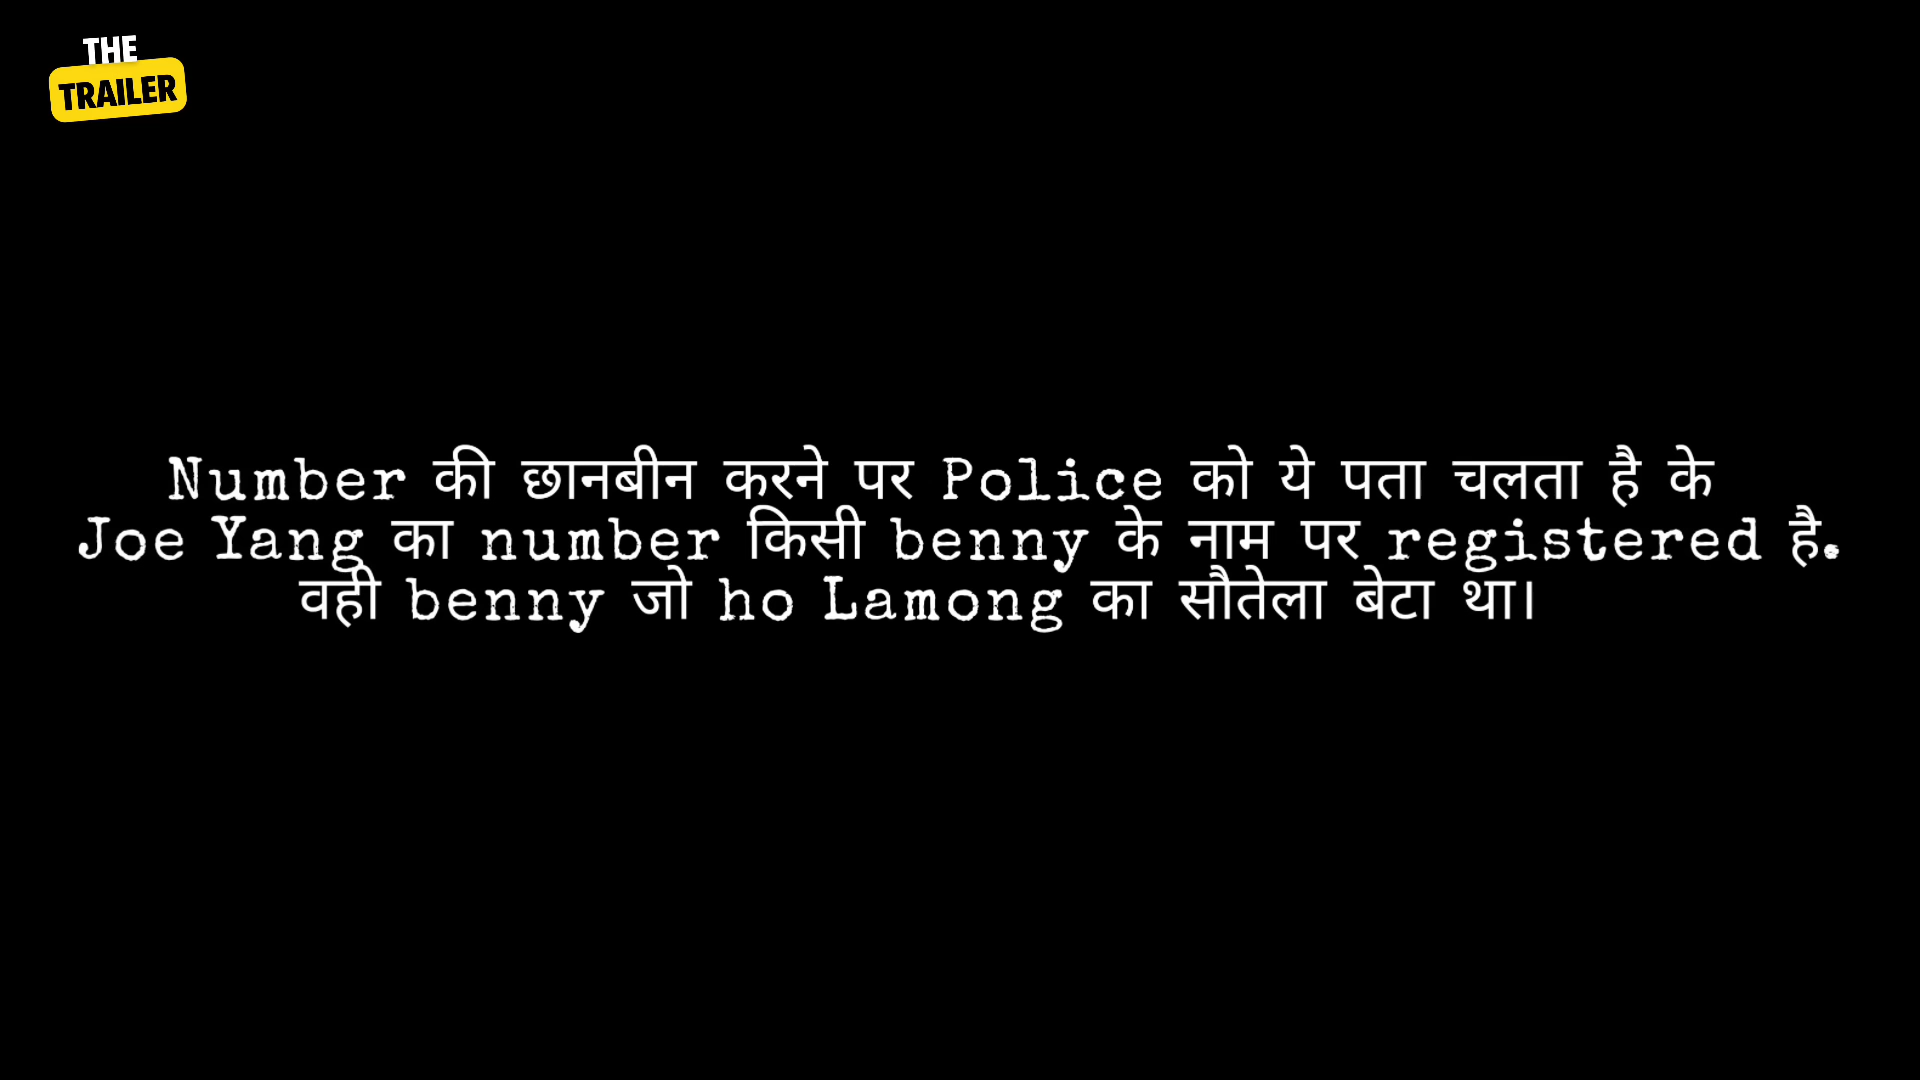 THE
TRAILER
Number की छानबीन करने पर Police को ये पता चलता है के
Joe Yang का number किसी benny के नाम पर registered है.
वही benny जो ho Lamong का सौतेला बेटा था।